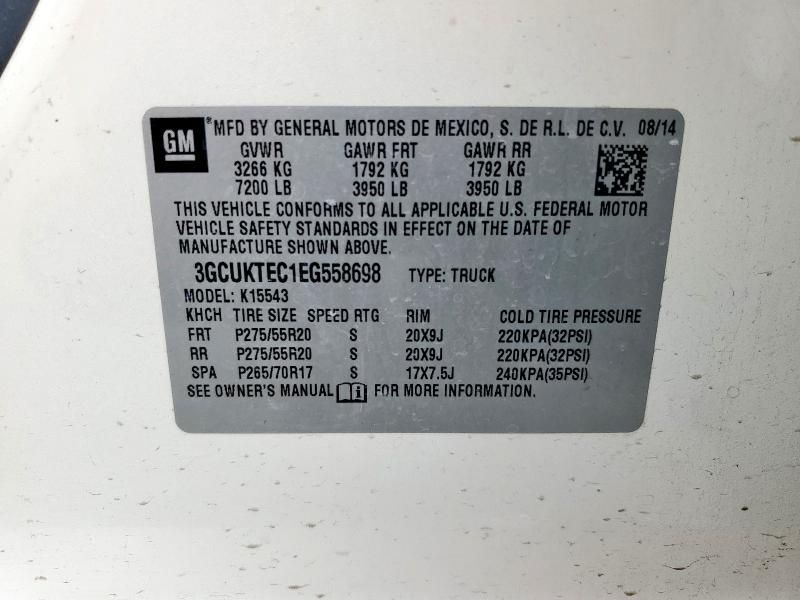 GM ® MFD BY GENERAL MOTORS DE MEXICO, S. DE R.L. DE C.V. 08/14
GVWR GAWR FRT GAWR RR
3266 KG 1792 KG 1792 KG
7200 LB 3950 LB 3950 LB
THIS VEHICLE CONFORMS TO ALL APPLICABLE U.S. FEDERAL MOTOR
VEHICLE SAFETY STANDARDS IN EFFECT ON THE DATE OF
MANUFACTURE SHOWN ABOVE.
3GCUKTEC1EG558698 TYPE: TRUCK
MODEL: K15543
KHCH TIRE SIZE SPEED RTG RIM COLD TIRE PRESSURE
FRT P275/55R20 S 20X9J 220KPA(32PSI)
RR P275/55R20 S 20X9J 220KPA(32PSI)
SPA P265/70R17 S 17X7.5J 240KPA(35PSI)
SEE OWNER'S MANUAL i FOR MORE INFORMATION.